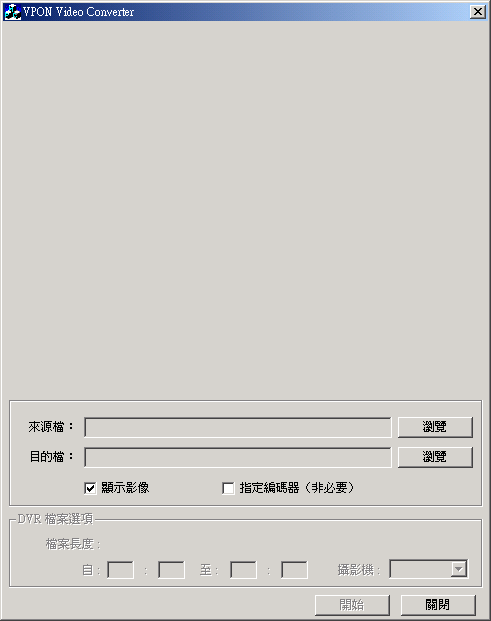 VPON Video Converter
來源檔： 瀏覽
目的檔： 瀏覽
顯示影像 指定編碼器（非必要）
DVR 檔案選項
檔案長度：
自： ： 至： ： 攝影機：
開始 關閉